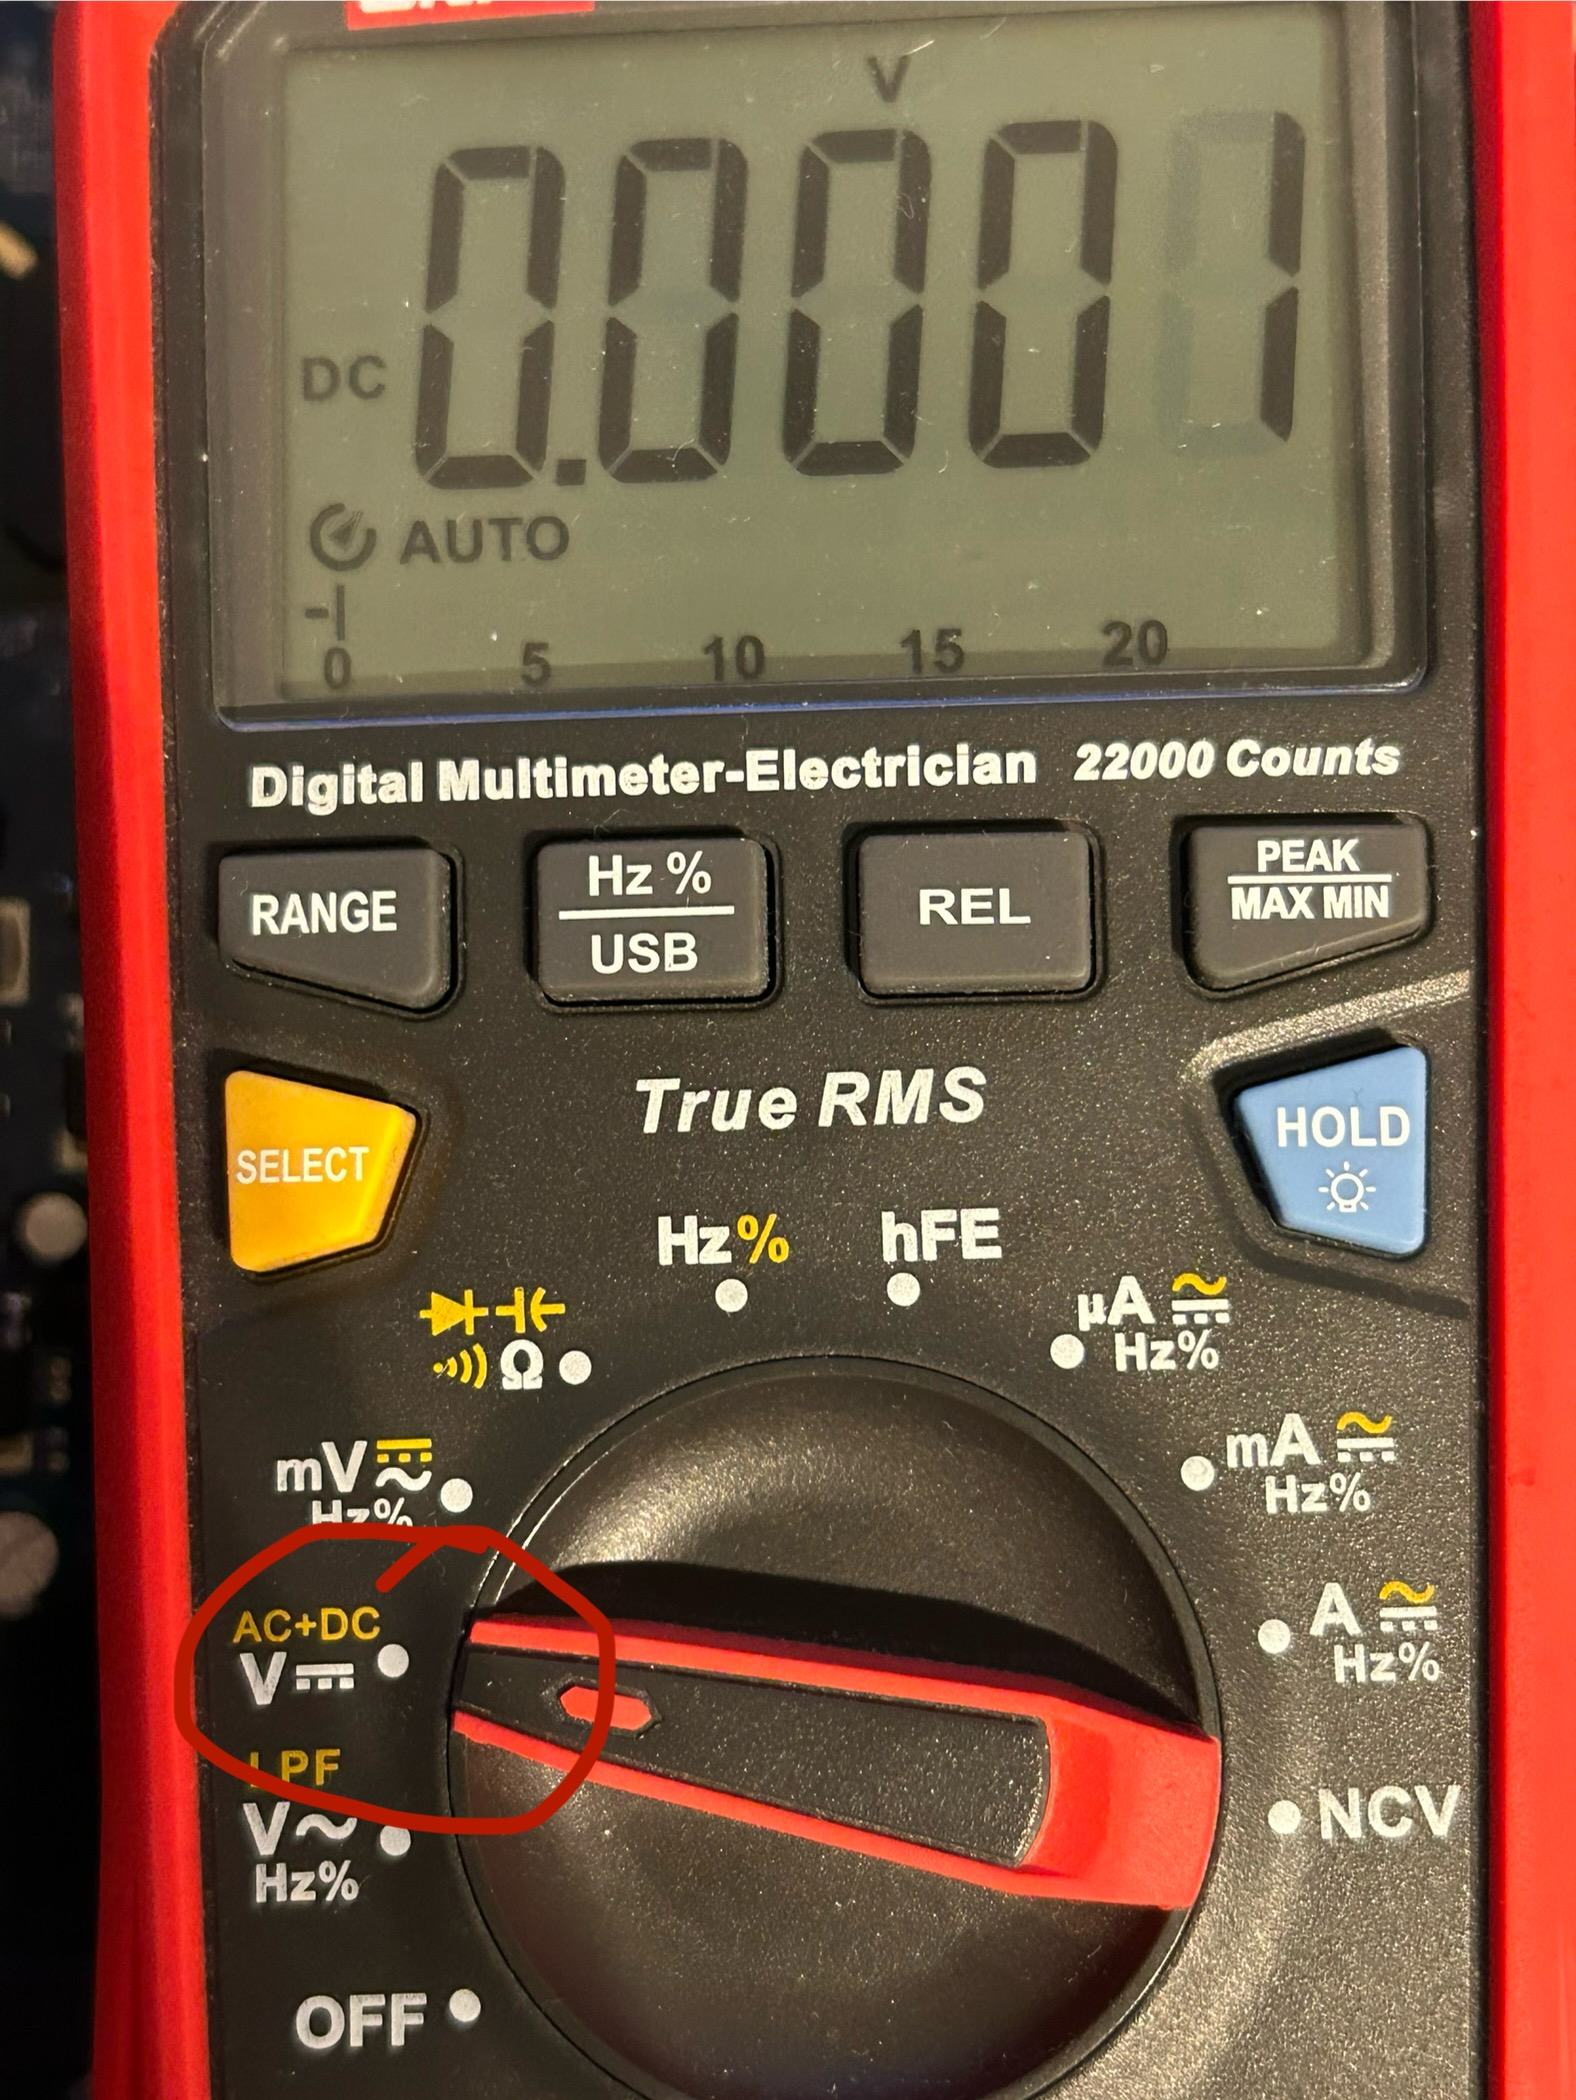 V
0.0001
DC
AUTO
0 5 10 15 20
Digital Multimeter-Electrician 22000 Counts
RANGE
Hz %
USB
REL
PEAK
MAX MIN
SELECT
True RMS
HOLD
Hz%
hFE
Ω
μA
Hz%
mV
Hz%
mA
Hz%
AC+DC
V
A
Hz%
LPF
V~
Hz%
NCV
OFF